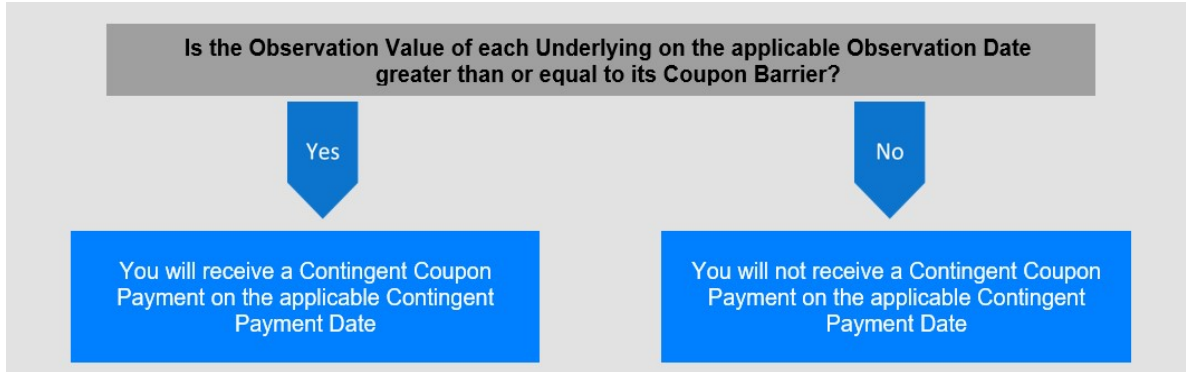 Is the Observation Value of each Underlying on the applicable Observation Date
greater than or equal to its Coupon Barrier?
Yes
No
You will receive a Contingent Coupon
Payment on the applicable Contingent
Payment Date
You will not receive a Contingent Coupon
Payment on the applicable Contingent
Payment Date